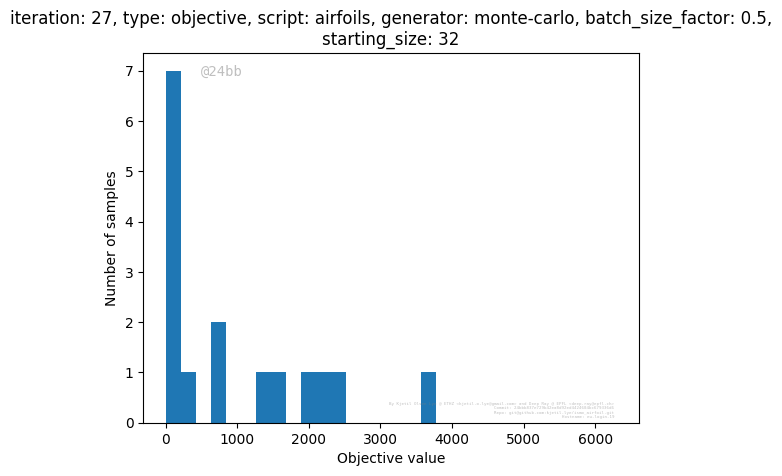 iteration: 27, type: objective, script: airfoils, generator: monte-carlo, batch_size_factor: 0.5,
starting_size: 32
@24bb
7
6
5
4
3
2
1
0
Number of samples
0 1000 2000 3000 4000 5000 6000
Objective value